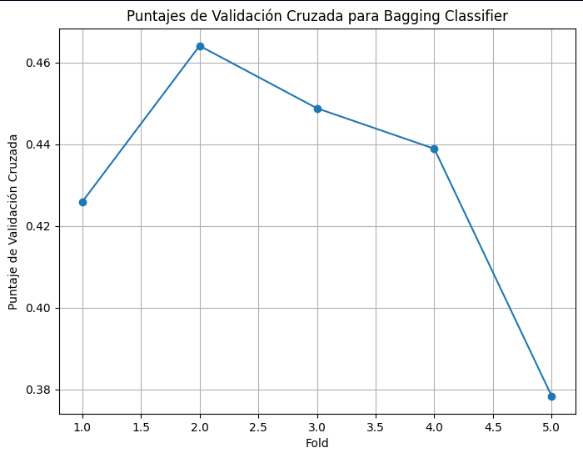 Puntajes de Validación Cruzada para Bagging Classifier
Puntaje de Validación Cruzada
0.46
0.44
0.42
0.40
0.38
1.0 1.5 2.0 2.5 3.0 3.5 4.0 4.5 5.0
Fold